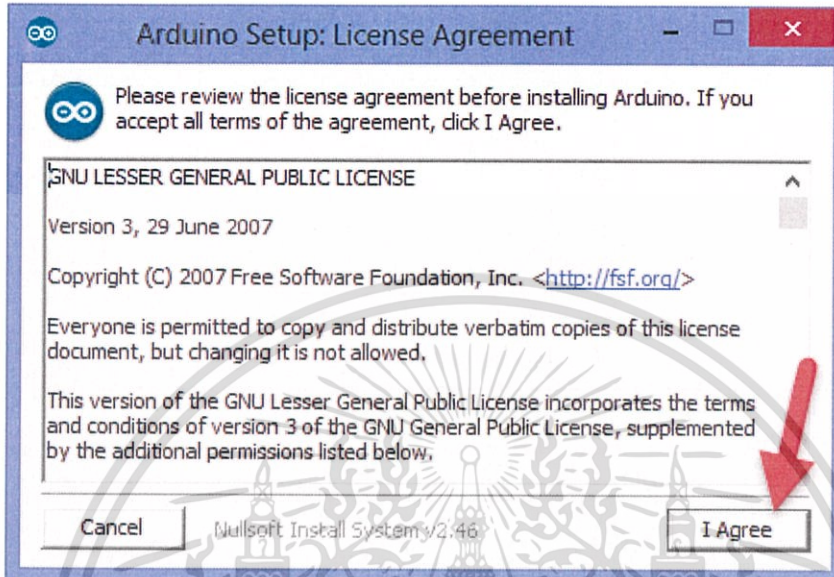 Arduino Setup: License Agreement
Please review the license agreement before installing Arduino. If you
accept all terms of the agreement, click I Agree.
GNU LESSER GENERAL PUBLIC LICENSE
Version 3, 29 June 2007
Copyright (C) 2007 Free Software Foundation, Inc. <http://fsf.org/>
Everyone is permitted to copy and distribute verbatim copies of this license
document, but changing it is not allowed.
This version of the GNU Lesser General Public License incorporates the terms
and conditions of version 3 of the GNU General Public License, supplemented
by the additional permissions listed below.
Cancel
Nullsoft Install System v2.46
I Agree